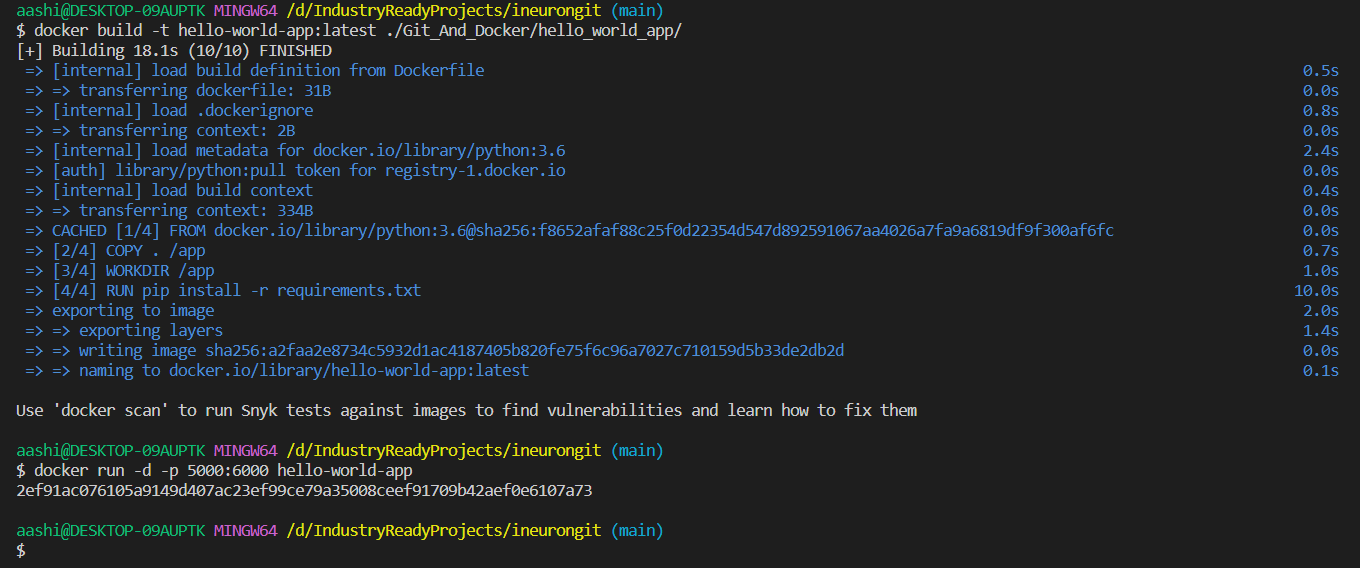 aashi@DESKTOP-09AUPTK MINGW64 /d/IndustryReadyProjects/ineurongit (main)
$ docker build -t hello-world-app:latest ./Git_And_Docker/hello_world_app/
[+] Building 18.1s (10/10) FINISHED
=> [internal] load build definition from Dockerfile 0.5s
=> => transferring dockerfile: 31B 0.0s
=> [internal] load .dockerignore 0.8s
=> => transferring context: 2B 0.0s
=> [internal] load metadata for docker.io/library/python:3.6 2.4s
=> [auth] library/python:pull token for registry-1.docker.io 0.0s
=> [internal] load build context 0.4s
=> => transferring context: 334B 0.0s
=> CACHED [1/4] FROM docker.io/library/python:3.6@sha256:f8652afaf88c25f0d22354d547d892591067aa4026a7fa9a6819df9f300af6fc 0.0s
=> [2/4] COPY . /app 0.7s
=> [3/4] WORKDIR /app 1.0s
=> [4/4] RUN pip install -r requirements.txt 10.0s
=> exporting to image 2.0s
=> => exporting layers 1.4s
=> => writing image sha256:a2faa2e8734c5932d1ac4187405b820fe75f6c96a7027c710159d5b33de2db2d 0.0s
=> => naming to docker.io/library/hello-world-app:latest 0.1s
Use 'docker scan' to run Snyk tests against images to find vulnerabilities and learn how to fix them
aashi@DESKTOP-09AUPTK MINGW64 /d/IndustryReadyProjects/ineurongit (main)
$ docker run -d -p 5000:6000 hello-world-app
2ef91ac076105a9149d407ac23ef99ce79a35008ceef91709b42aef0e6107a73
aashi@DESKTOP-09AUPTK MINGW64 /d/IndustryReadyProjects/ineurongit (main)
$